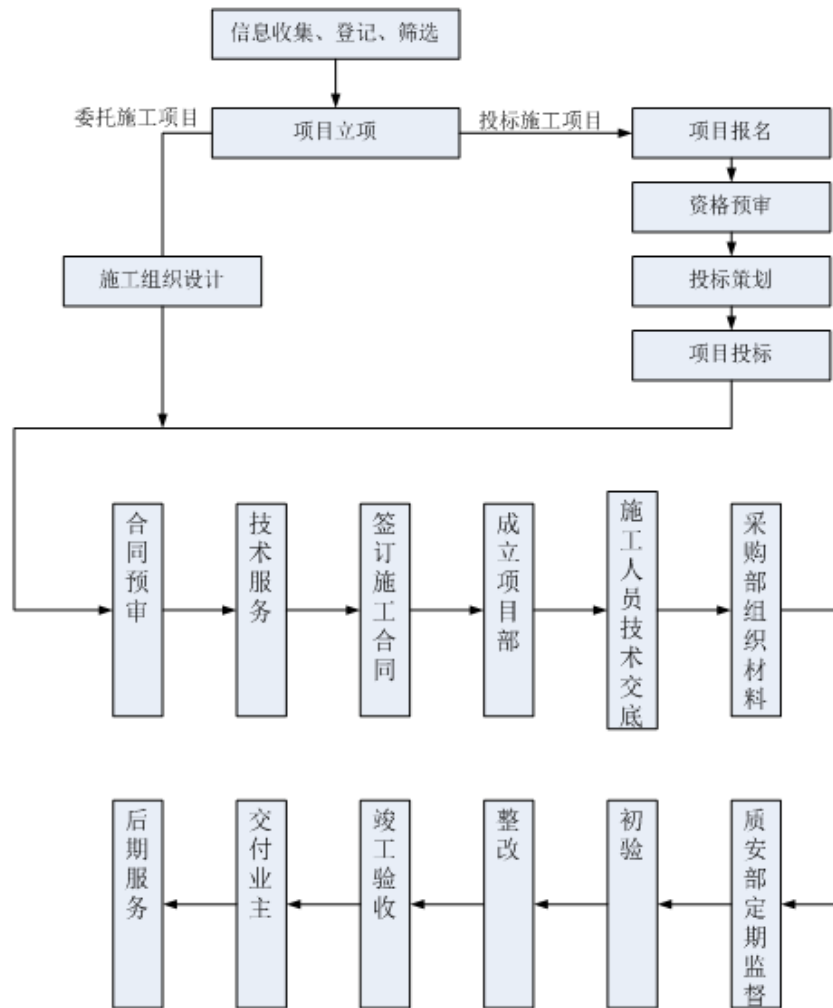 信息收集、登记、筛选
委托施工项目
项目立项
投标施工项目
项目报名
资格预审
施工组织设计
投标策划
项目投标
合同预审
技术服务
签订施工合同
成立项目部
施工人员技术交底
采购部组织材料
后期服务
交付业主
竣工验收
整改
初验
质安部定期监督